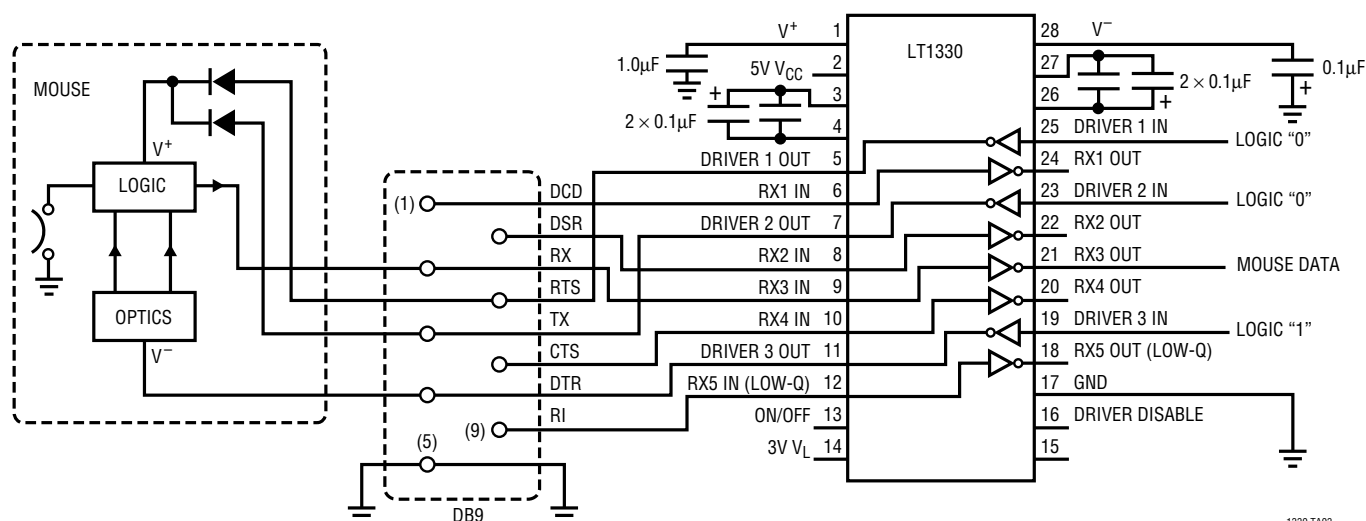 MOUSE
V+
LOGIC
OPTICS
V–
(1)
(5)
(9)
DCD
DSR
RX
RTS
TX
CTS
DTR
RI
DB9
1.0µF
+
2 × 0.1µF
V+ 1
5V VCC 2
3
4
DRIVER 1 OUT 5
RX1 IN 6
DRIVER 2 OUT 7
RX2 IN 8
RX3 IN 9
RX4 IN 10
DRIVER 3 OUT 11
RX5 IN (LOW-Q) 12
ON/OFF 13
3V VL 14
LT1330
28 V–
27
26
25 DRIVER 1 IN
24 RX1 OUT
23 DRIVER 2 IN
22 RX2 OUT
21 RX3 OUT
20 RX4 OUT
19 DRIVER 3 IN
18 RX5 OUT (LOW-Q)
17 GND
16 DRIVER DISABLE
15
2 × 0.1µF
+
0.1µF
+
LOGIC “0”
LOGIC “0”
MOUSE DATA
LOGIC “1”